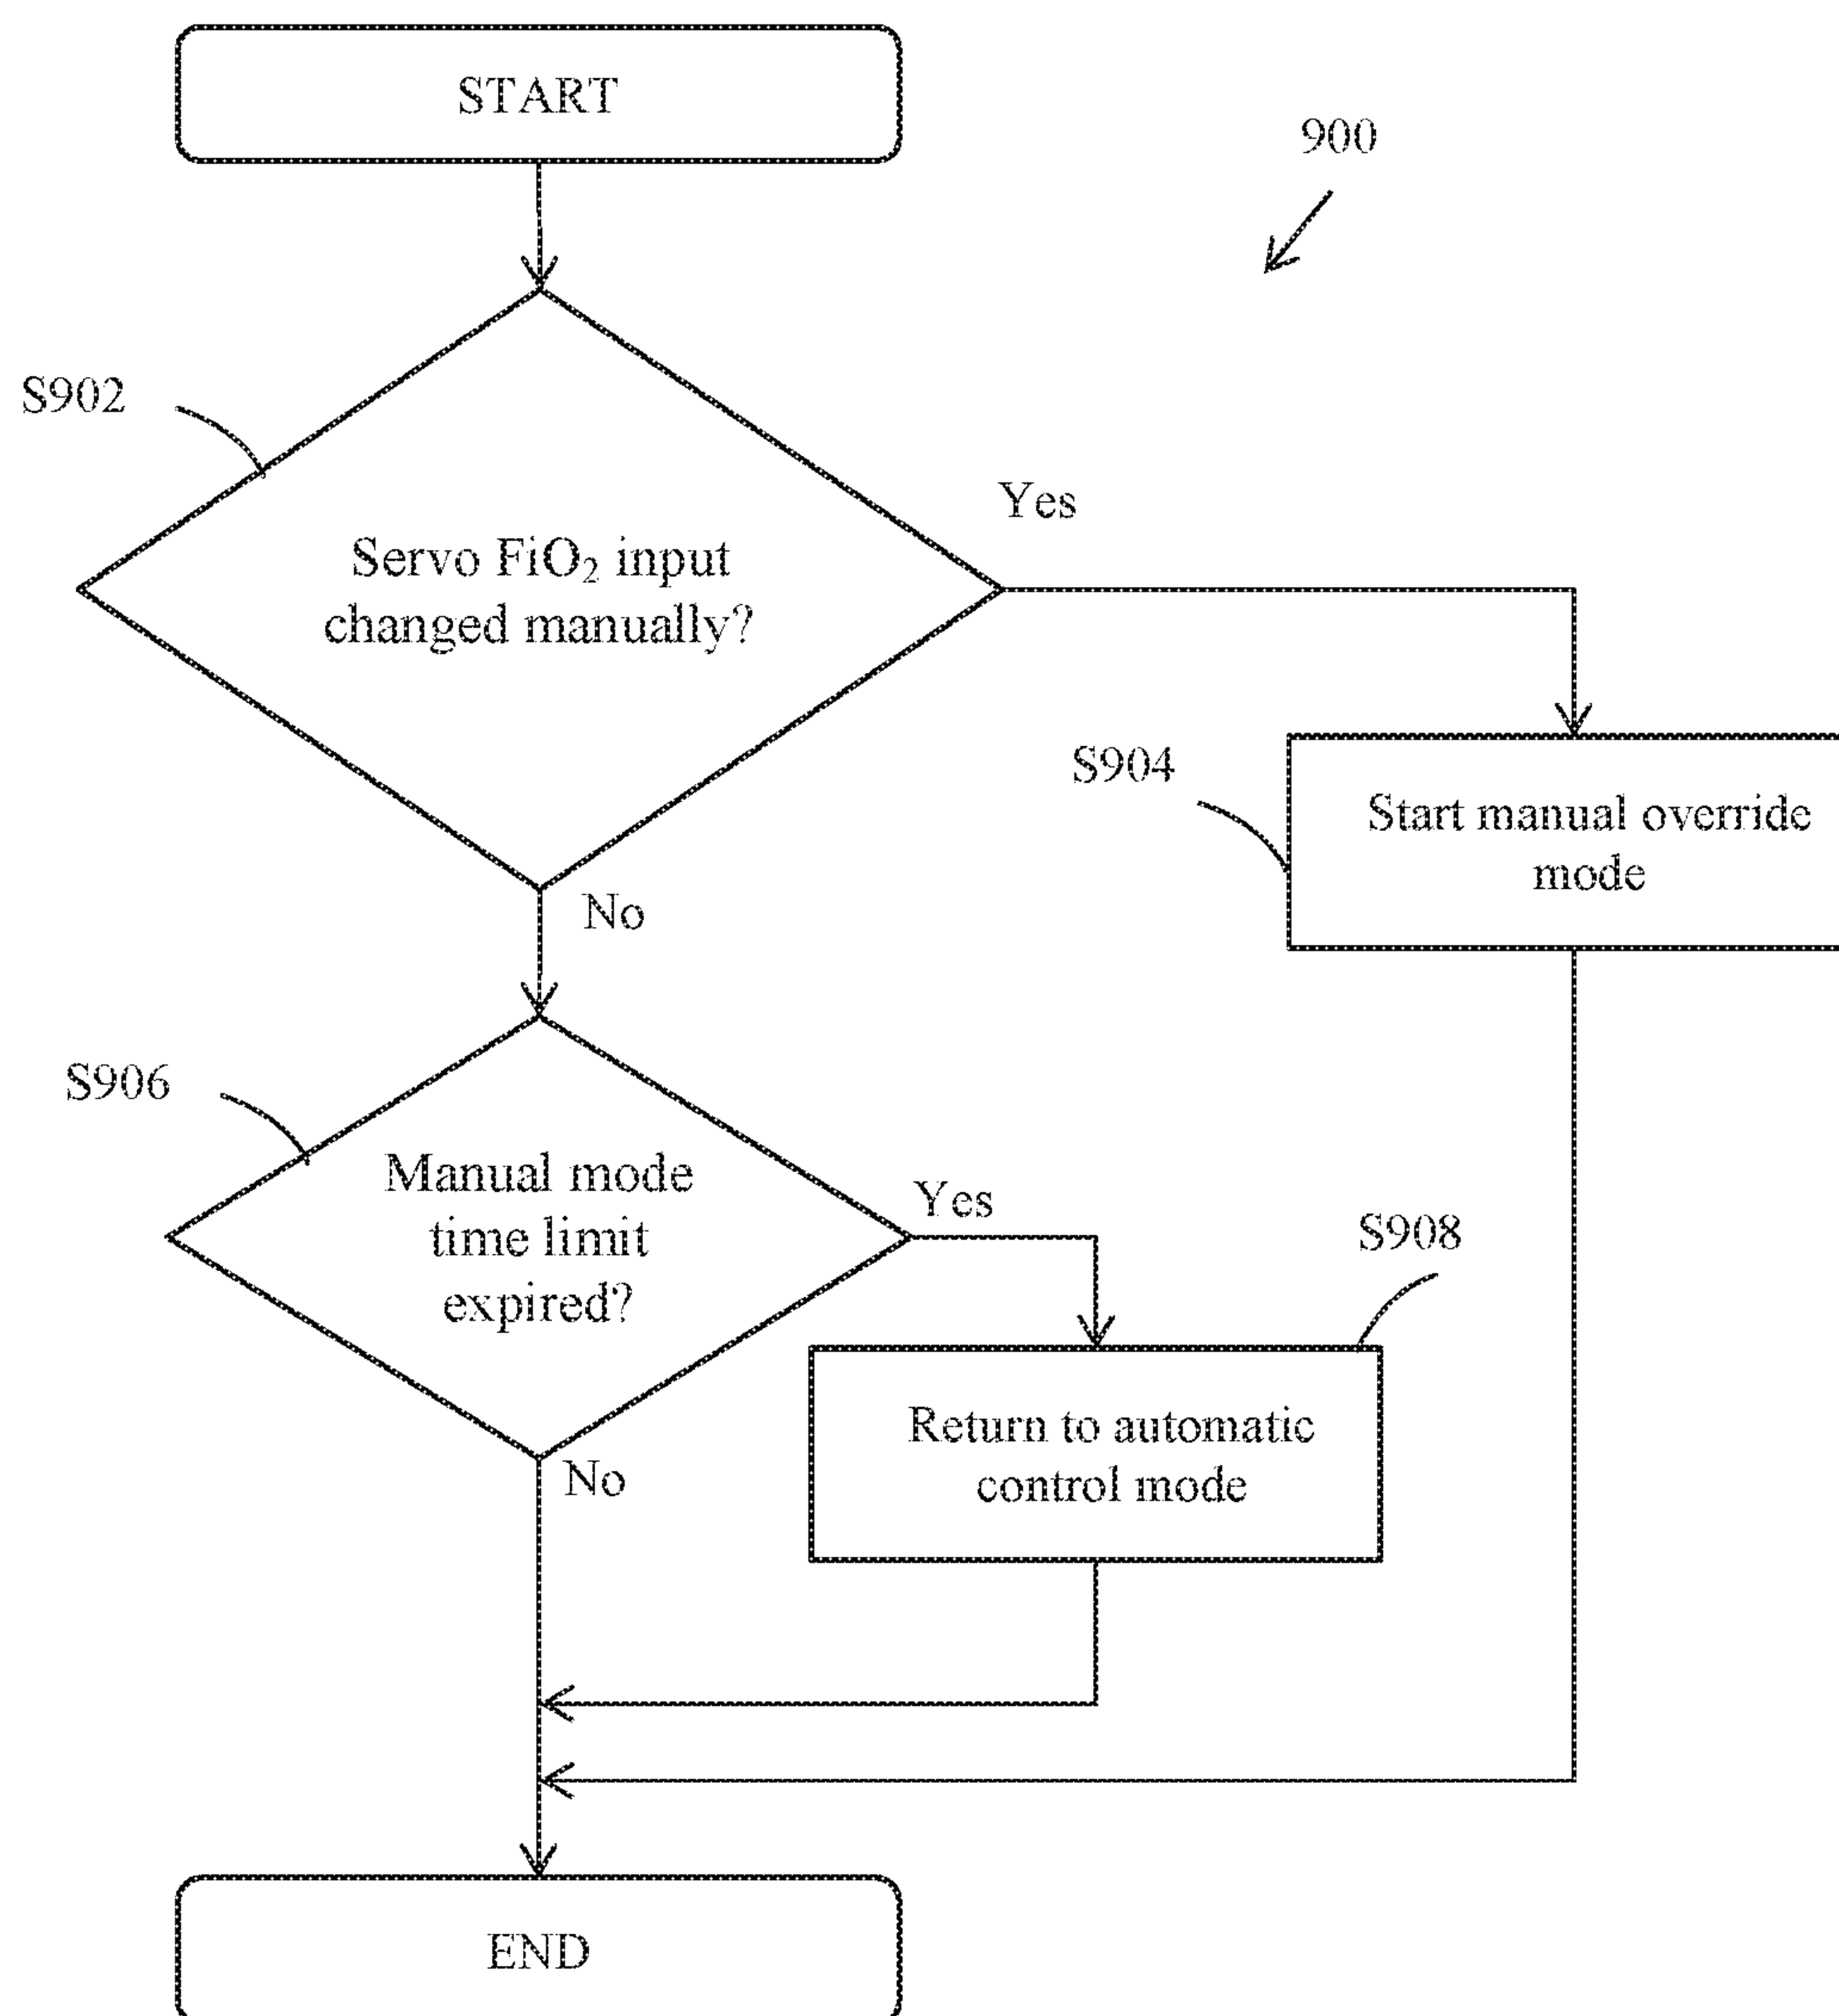 START
900
S902
Yes
Servo FiO₂ input
changed manually?
S904
Start manual override
mode
No
S906
Manual mode
time limit
expired?
Yes
S908
Return to automatic
control mode
No
END